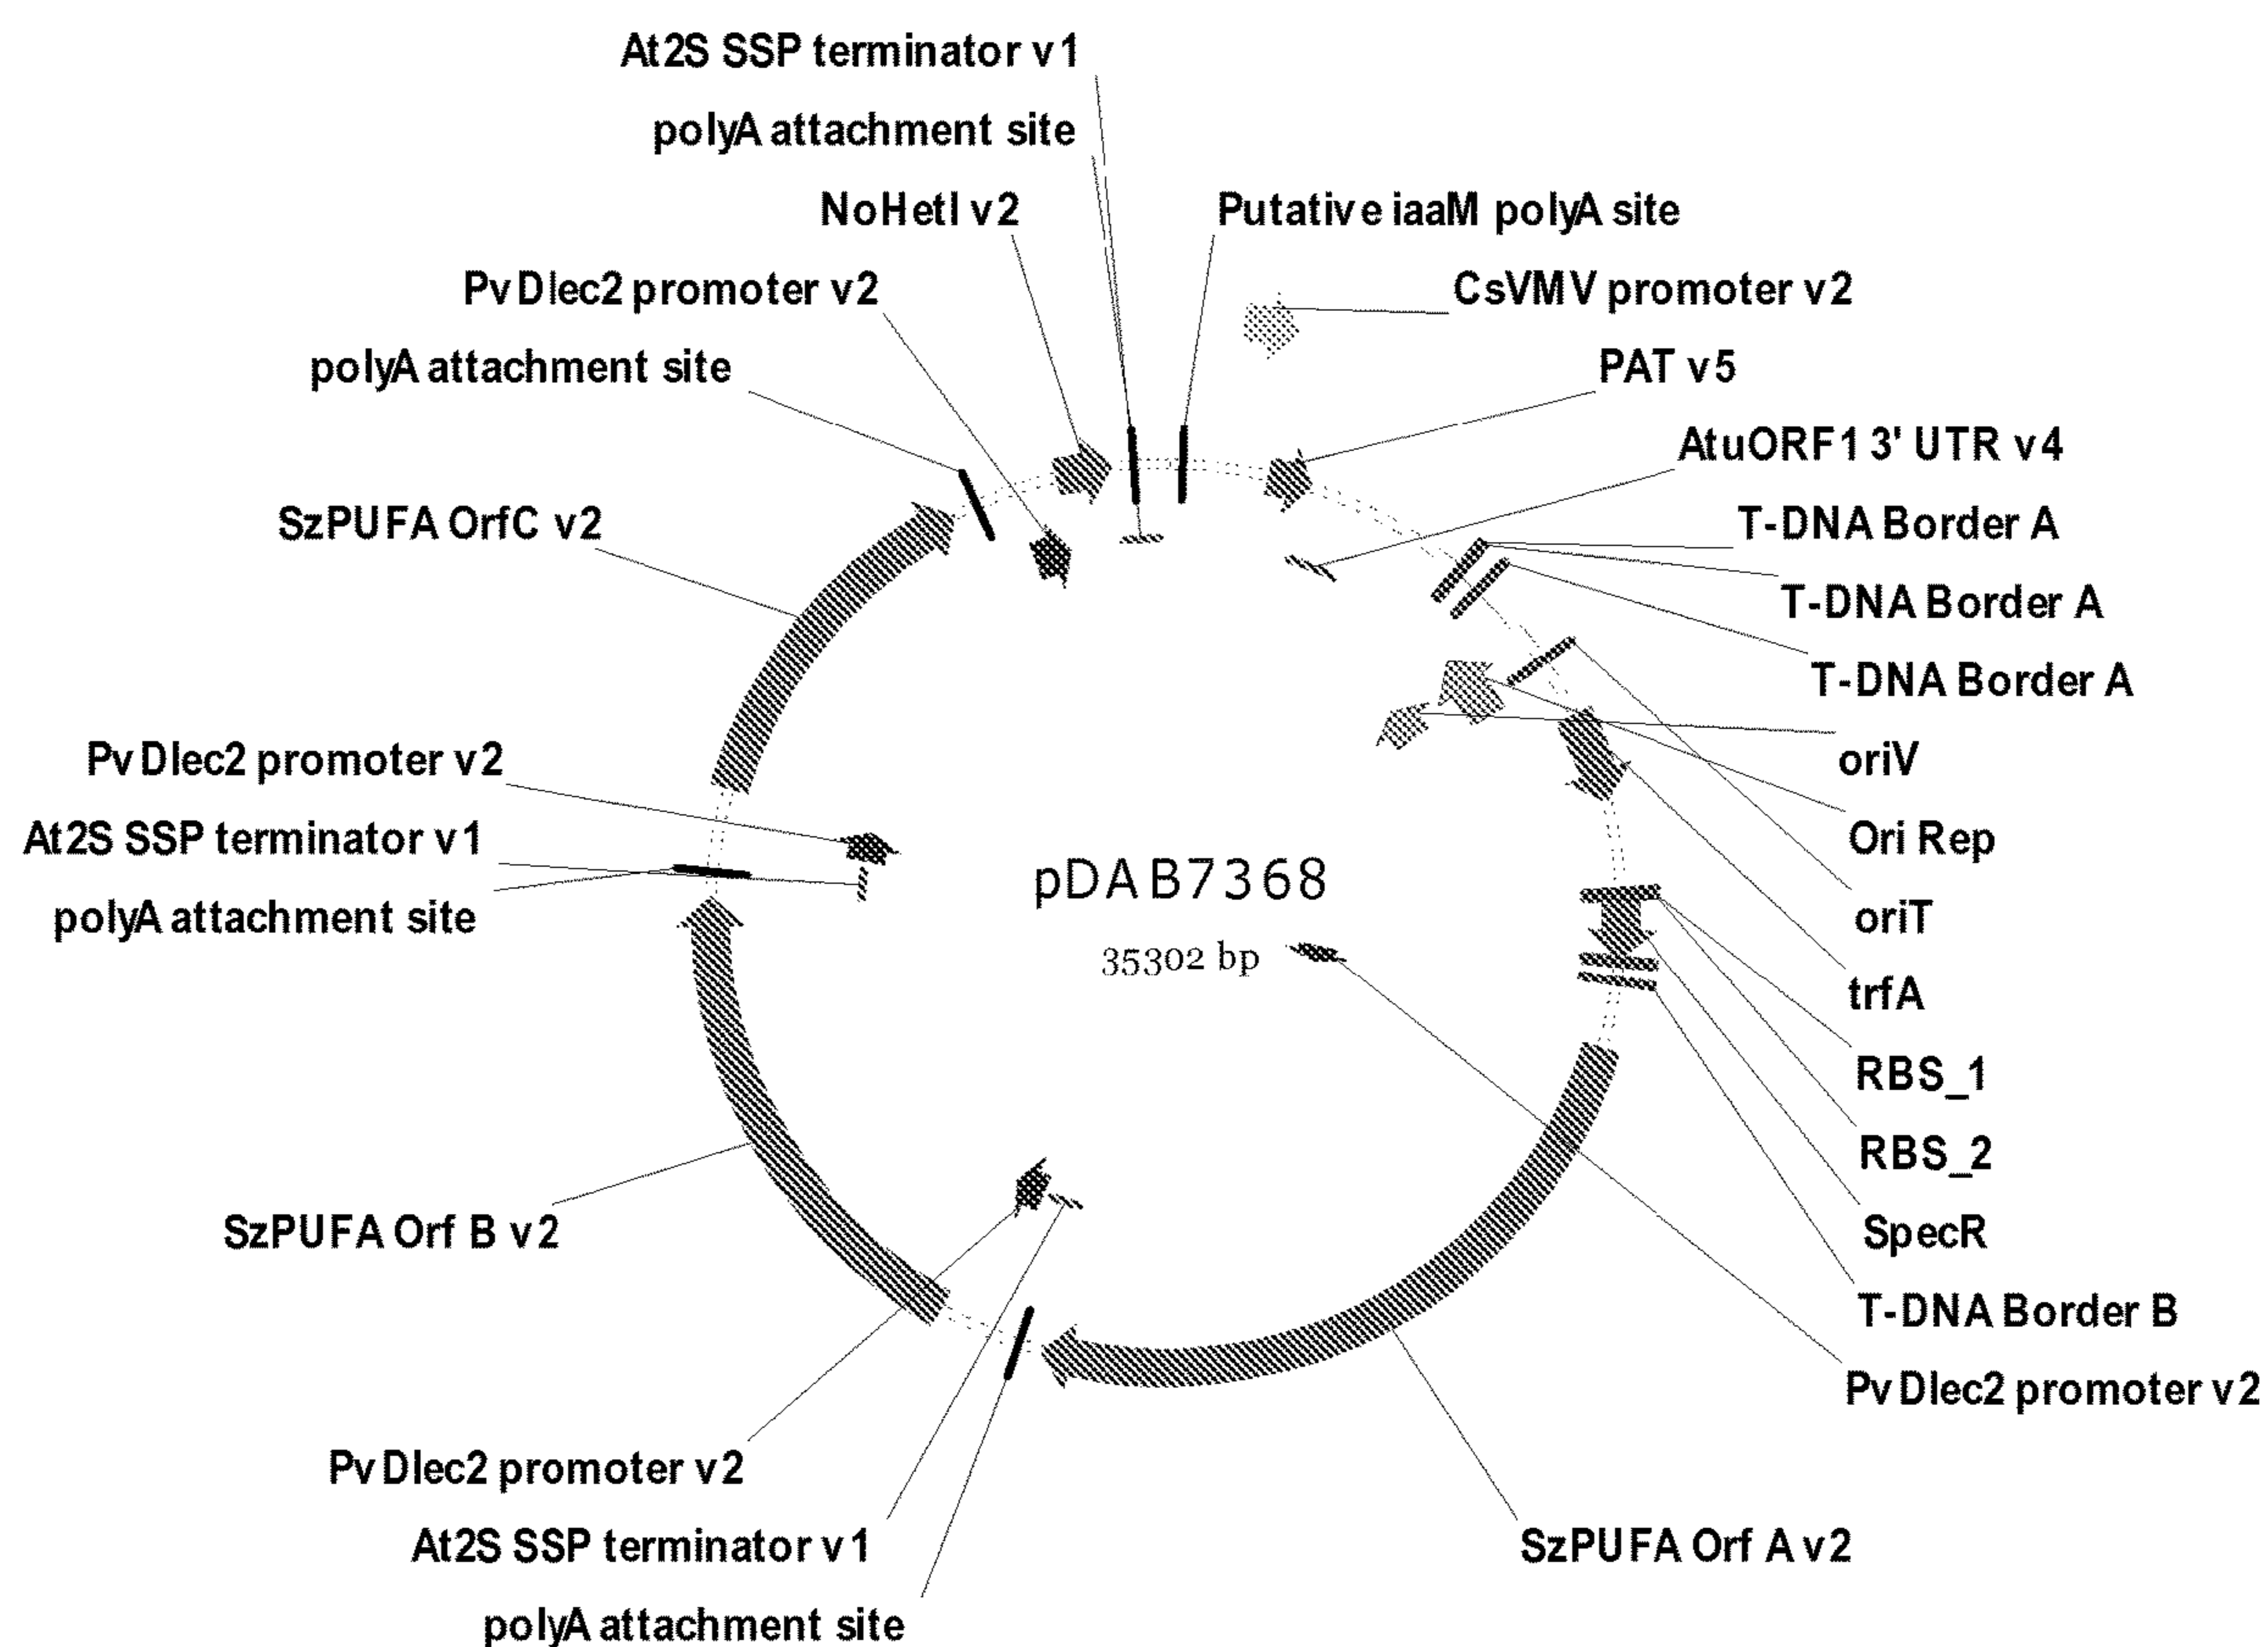 At2S SSP terminator v1
polyA attachment site
NoHetI v2
Putative iaaM polyA site
PvDlec2 promoter v2
CsVMV promoter v2
polyA attachment site
PAT v5
AtuORF1 3' UTR v4
SzPUFA OrfC v2
T-DNA Border A
T-DNA Border A
T-DNA Border A
PvDlec2 promoter v2
oriV
At2S SSP terminator v1
Ori Rep
pDAB7368
polyA attachment site
oriT
35302 bp
trfA
RBS_1
RBS_2
SzPUFA Orf B v2
SpecR
T-DNA Border B
PvDlec2 promoter v2
PvDlec2 promoter v2
At2S SSP terminator v1
SzPUFA Orf A v2
polyA attachment site